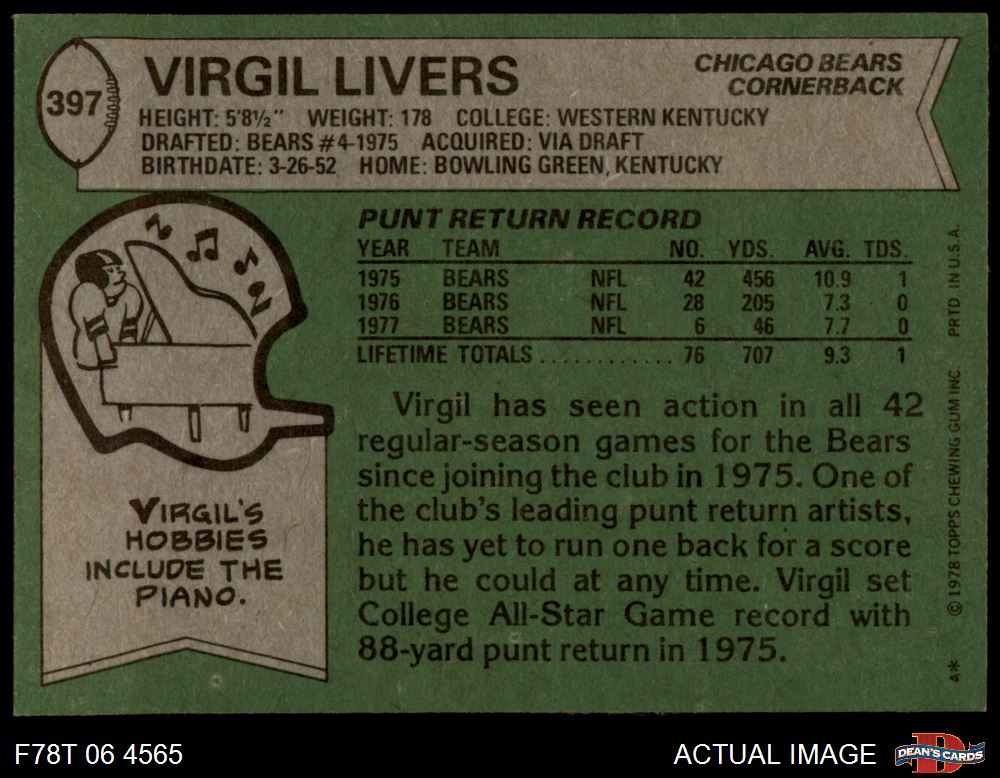 397
VIRGIL LIVERS
CHICAGO BEARS
CORNERBACK
HEIGHT: 5'8½" WEIGHT: 178 COLLEGE: WESTERN KENTUCKY
DRAFTED: BEARS #4-1975 ACQUIRED: VIA DRAFT
BIRTHDATE: 3-26-52 HOME: BOWLING GREEN, KENTUCKY
PUNT RETURN RECORD
YEAR TEAM NO. YDS. AVG. TDS.
1975 BEARS NFL 42 456 10.9 1
1976 BEARS NFL 28 205 7.3 0
1977 BEARS NFL 6 46 7.7 0
LIFETIME TOTALS ............ 76 707 9.3 1
Virgil has seen action in all 42
regular-season games for the Bears
since joining the club in 1975. One of
the club's leading punt return artists,
he has yet to run one back for a score
but he could at any time. Virgil set
College All-Star Game record with
88-yard punt return in 1975.
VIRGIL'S
HOBBIES
INCLUDE THE
PIANO.
4* © 1978 TOPPS CHEWING GUM INC. PRTD. IN U.S.A.
F78T 06 4565
ACTUAL IMAGE
DEAN'S CARDS